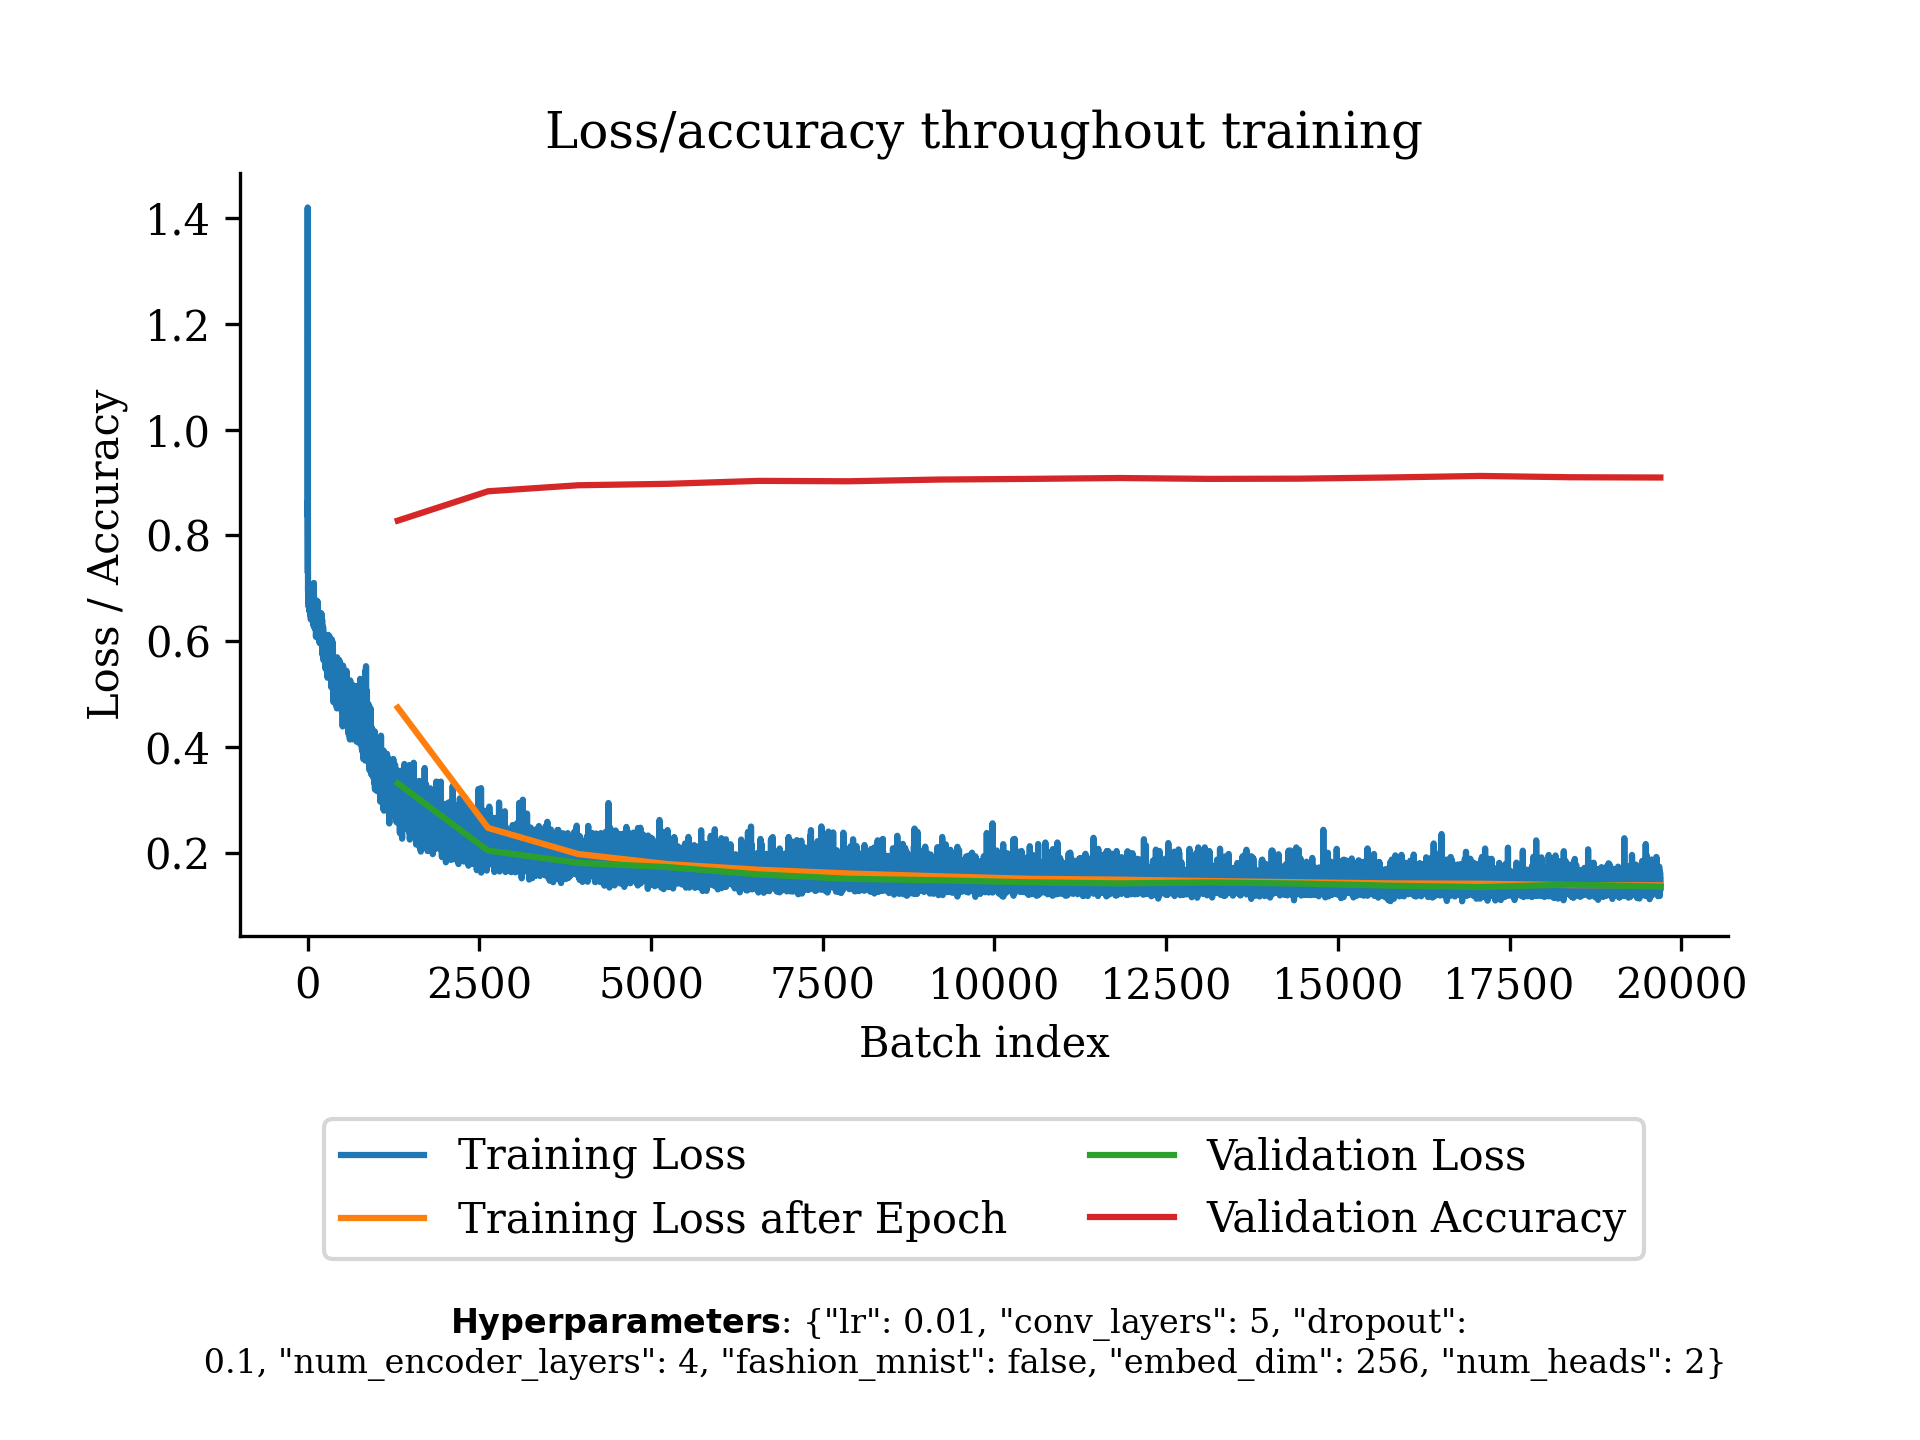 Loss/accuracy throughout training
1.4
1.2
1.0
0.8
0.6
0.4
0.2
Loss / Accuracy
0 2500 5000 7500 10000 12500 15000 17500 20000
Batch index
Training Loss
Training Loss after Epoch
Validation Loss
Validation Accuracy
Hyperparameters: {"lr": 0.01, "conv_layers": 5, "dropout":
0.1, "num_encoder_layers": 4, "fashion_mnist": false, "embed_dim": 256, "num_heads": 2}